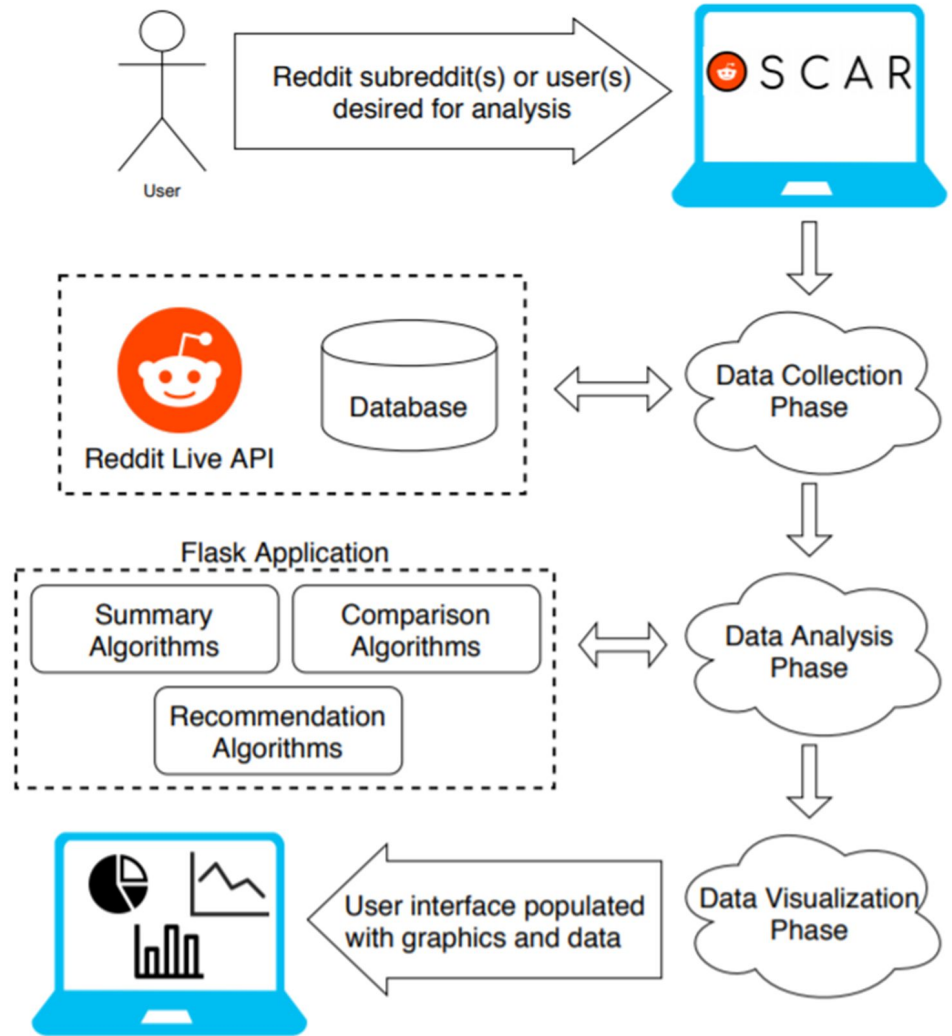 Reddit subreddit(s) or user(s)
desired for analysis
OSCAR
User
Reddit Live API
Database
Data Collection
Phase
Flask Application
Summary
Algorithms
Comparison
Algorithms
Recommendation
Algorithms
Data Analysis
Phase
User interface populated
with graphics and data
Data Visualization
Phase